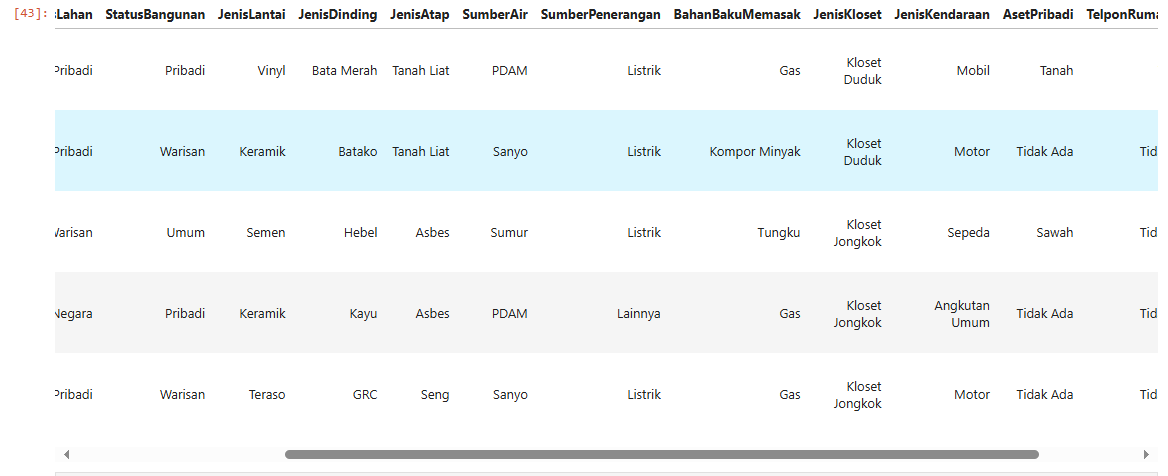 [43]: sLahan StatusBangunan JenisLantai JenisDinding JenisAtap SumberAir SumberPenerangan BahanBakuMemasak JenisKloset JenisKendaraan AsetPribadi TelponRuma
Pribadi Pribadi Vinyl Bata Merah Tanah Liat PDAM Listrik Gas Kloset Duduk Mobil Tanah
Pribadi Warisan Keramik Batako Tanah Liat Sanyo Listrik Kompor Minyak Kloset Duduk Motor Tidak Ada Tid
Warisan Umum Semen Hebel Asbes Sumur Listrik Tungku Kloset Jongkok Sepeda Sawah Tid
Negara Pribadi Keramik Kayu Asbes PDAM Lainnya Gas Kloset Jongkok Angkutan Umum Tidak Ada Tid
Pribadi Warisan Teraso GRC Seng Sanyo Listrik Gas Kloset Jongkok Motor Tidak Ada Tid